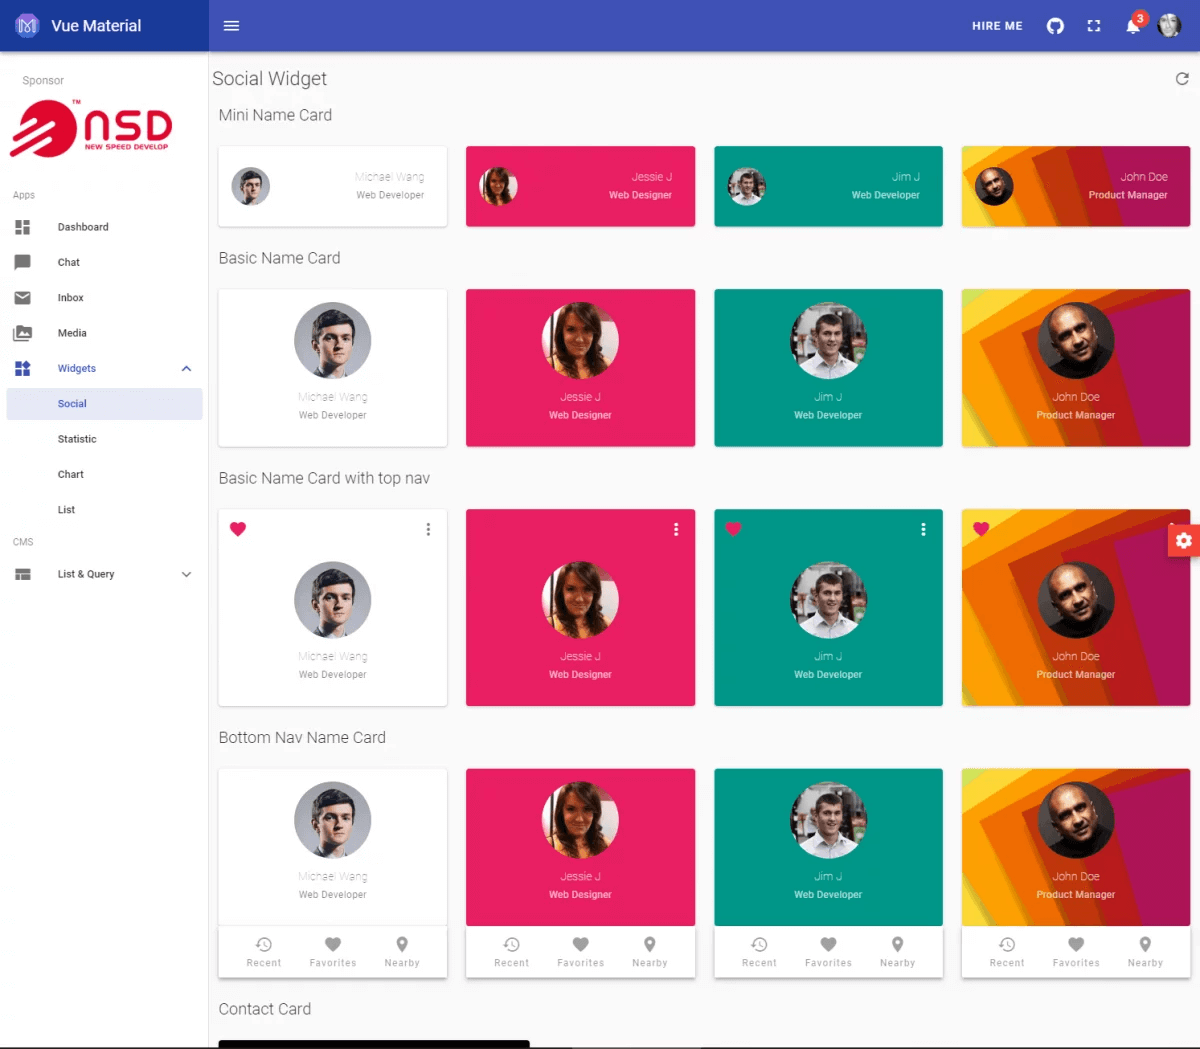 Vue Material
HIRE ME
3
Sponsor
™
NSD
NEW SPEED DEVELOP
Apps
Dashboard
Chat
Inbox
Media
Widgets
Social
Statistic
Chart
List
CMS
List & Query
Social Widget
Mini Name Card
Michael Wang
Web Developer
Jessie J
Web Designer
Jim J
Web Developer
John Doe
Product Manager
Basic Name Card
Michael Wang
Web Developer
Jessie J
Web Designer
Jim J
Web Developer
John Doe
Product Manager
Basic Name Card with top nav
Michael Wang
Web Developer
Jessie J
Web Designer
Jim J
Web Developer
John Doe
Product Manager
Bottom Nav Name Card
Michael Wang
Web Developer
Recent Favorites Nearby
Jessie J
Web Designer
Recent Favorites Nearby
Jim J
Web Developer
Recent Favorites Nearby
John Doe
Product Manager
Recent Favorites Nearby
Contact Card